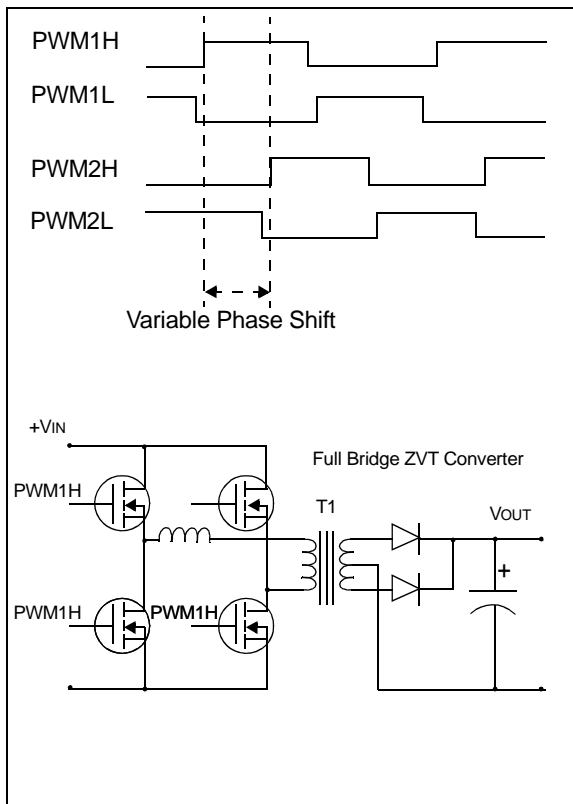 PWM1H
PWM1L
PWM2H
PWM2L
Variable Phase Shift
+VIN
Full Bridge ZVT Converter
PWM1H
T1
VOUT
+
PWM1H
PWM1H